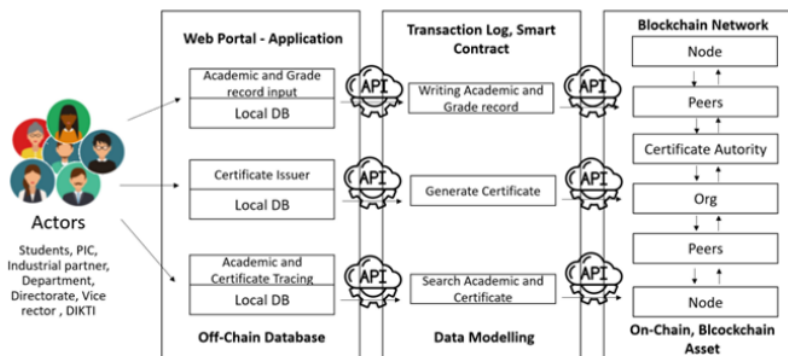 Web Portal - Application
Academic and Grade
record input
Local DB
Certificate Issuer
Local DB
Academic and
Certificate Tracing
Local DB
Off-Chain Database
API
API
API
Transaction Log, Smart
Contract
Writing Academic and
Grade record
Generate Certificate
Search Academic and
Certificate
Data Modelling
API
API
API
Blockchain Network
Node
Peers
Certificate Autority
Org
Peers
Node
On-Chain, Blcockchain
Asset
Actors
Students, PIC,
Industrial partner,
Department,
Directorate, Vice
rector , DIKTI